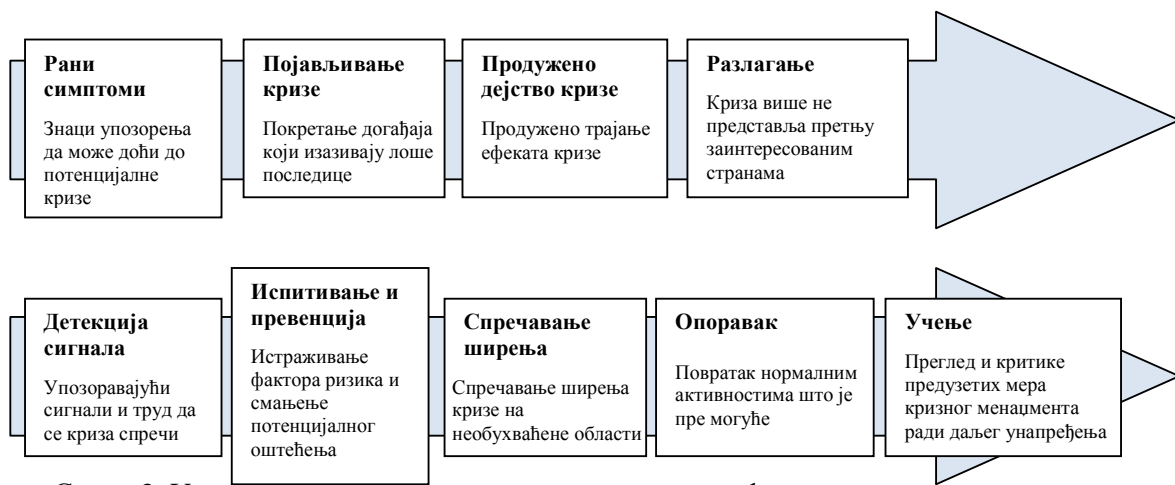 Рани
симптоми
Знаци упозорења
да може доћи до
потенцијалне
кризе
Појављивање
кризе
Покретање догађаја
који изазивају лоше
последице
Продужено
дејство кризе
Продужено трајање
ефеката кризе
Разлагање
Криза више не
представља претњу
заинтересованим
странама
Детекција
сигнала
Упозоравајући
сигнали и труд да
се криза спречи
Испитивање и
превенција
Истраживање
фактора ризика и
смањење
потенцијалног
оштећења
Спречавање
ширења
Спречавање ширења
кризе на
необухваћене области
Опоравак
Повратак нормалним
активностима што је
пре могуће
Учење
Преглед и критике
предузетих мера
кризног менаџмента
ради даљег унапређења